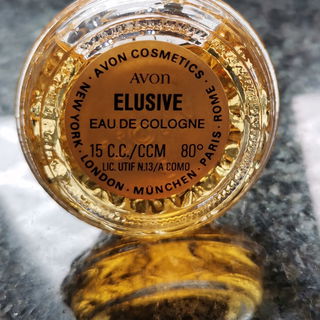 · AVON COSMETICS · NEW YORK · LONDON · MÜNCHEN · PARIS · ROME
AVON
ELUSIVE
EAU DE COLOGNE
15 C.C./CCM 80°
LIC. UTIF N.13/A COMO